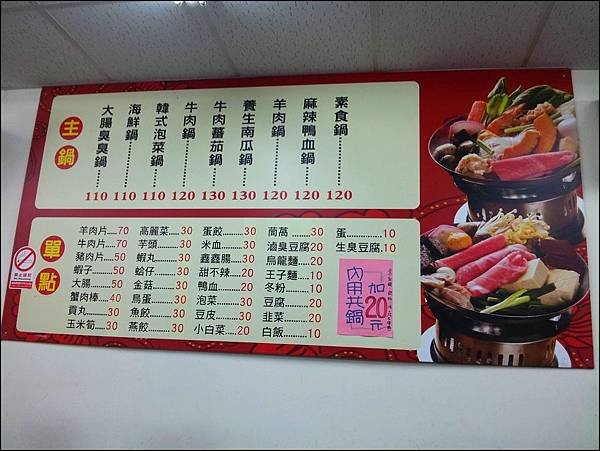 主鍋
大腸臭臭鍋 110
海鮮鍋 110
韓式泡菜鍋 110
牛肉鍋 120
牛肉蕃茄鍋 130
養生南瓜鍋 130
羊肉鍋 120
麻辣鴨血鍋 120
素食鍋 120
單點
羊肉片 70
牛肉片 70
豬肉片 50
蝦子 50
大腸 50
蟹肉棒 40
貢丸 30
玉米筍 30
高麗菜 30
芋頭 30
蝦丸 30
蛤仔 30
金菇 30
鳥蛋 30
魚餃 30
燕餃 30
蛋餃 30
米血 30
鑫鑫腸 30
甜不辣 20
鴨血 20
泡菜 30
豆皮 30
小白菜 20
茼萵 30
滷臭豆腐 20
烏龍麵 20
王子麵 10
冬粉 10
豆腐 20
韭菜 20
白飯 10
蛋 10
生臭豆腐 10
內用共鍋
加20元